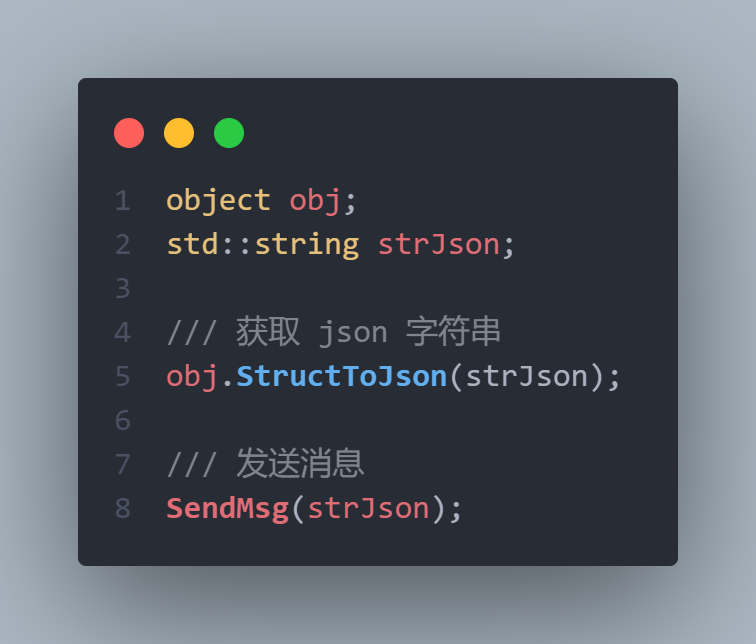 1 object obj;
2 std::string strJson;
3
4 /// 获取 json 字符串
5 obj.StructToJson(strJson);
6
7 /// 发送消息
8 SendMsg(strJson);